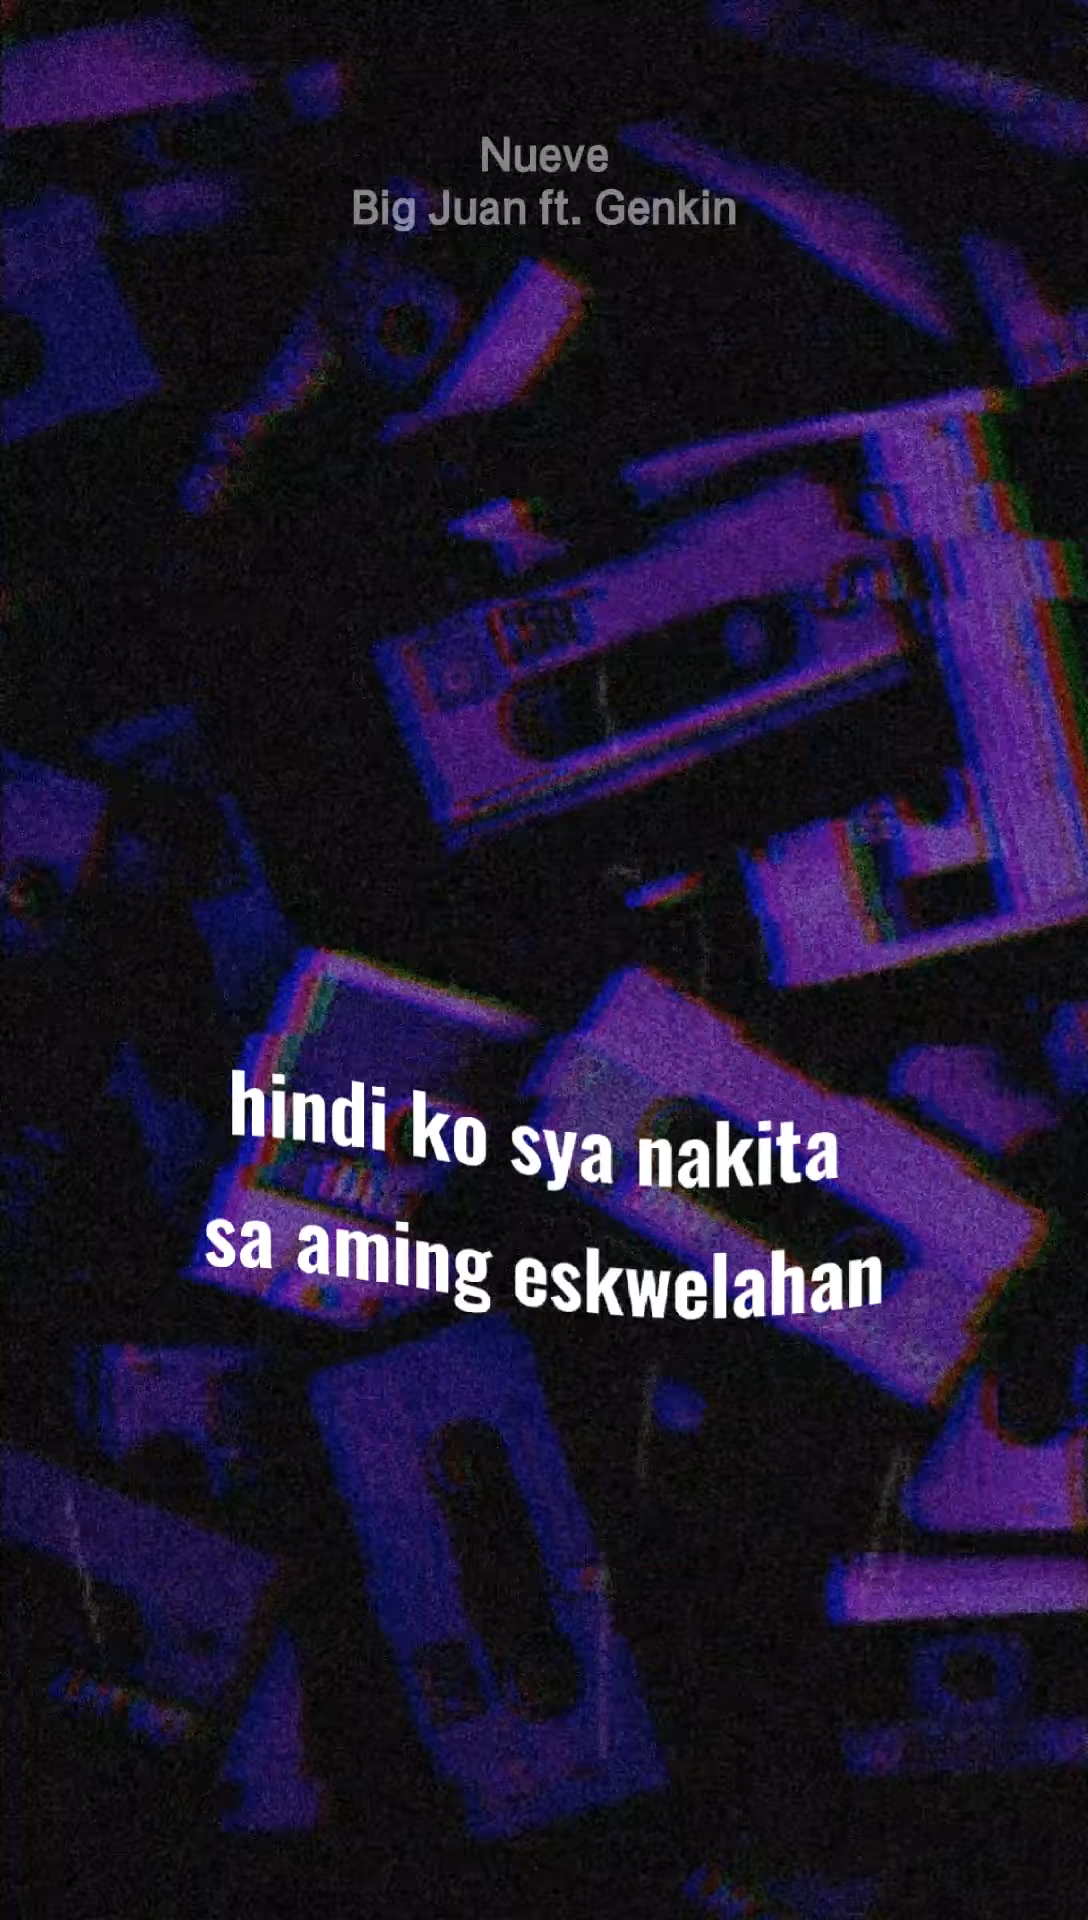 Nueve
Big Juan ft. Genkin
hindi ko sya nakita
sa aming eskwelahan